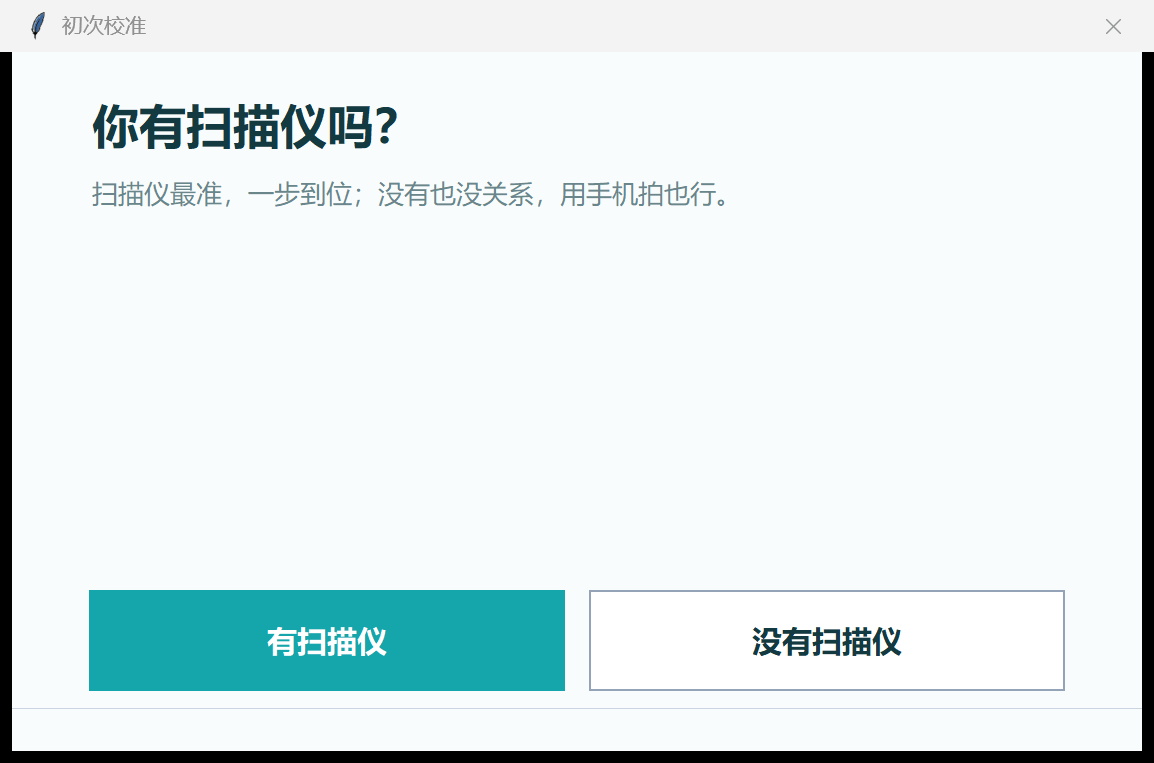 初次校准
你有扫描仪吗？
扫描仪最准，一步到位；没有也没关系，用手机拍也行。
有扫描仪
没有扫描仪